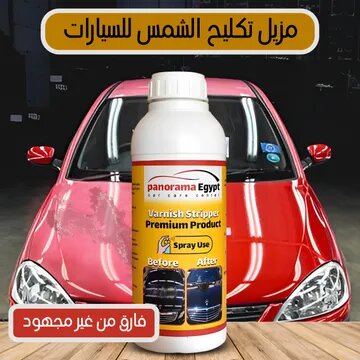 مزيل تكليح الشمس للسيارات
panorama Egypt
car care center
Varnish Stripper
Premium Product
Spray Use
Before
After
فارق من غير مجهود